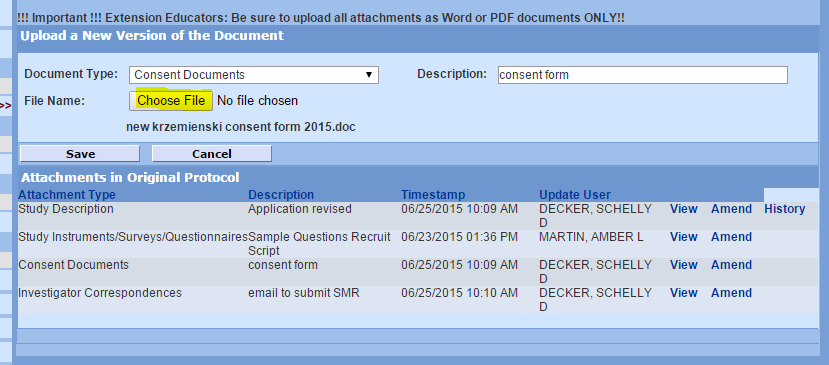 !!! Important !!! Extension Educators: Be sure to upload all attachments as Word or PDF documents ONLY!!
Upload a New Version of the Document
Document Type: Consent Documents Description: consent form
File Name: Choose File No file chosen
>>
new krzemienski consent form 2015.doc
Save Cancel
Attachments in Original Protocol
Attachment Type Description Timestamp Update User
Study Description Application revised 06/25/2015 10:09 AM DECKER, SCHELLY D View Amend History
Study Instruments/Surveys/Questionnaires Sample Questions Recruit Script 06/23/2015 01:36 PM MARTIN, AMBER L View Amend
Consent Documents consent form 06/25/2015 10:09 AM DECKER, SCHELLY D View Amend
Investigator Correspondences email to submit SMR 06/25/2015 10:10 AM DECKER, SCHELLY D View Amend